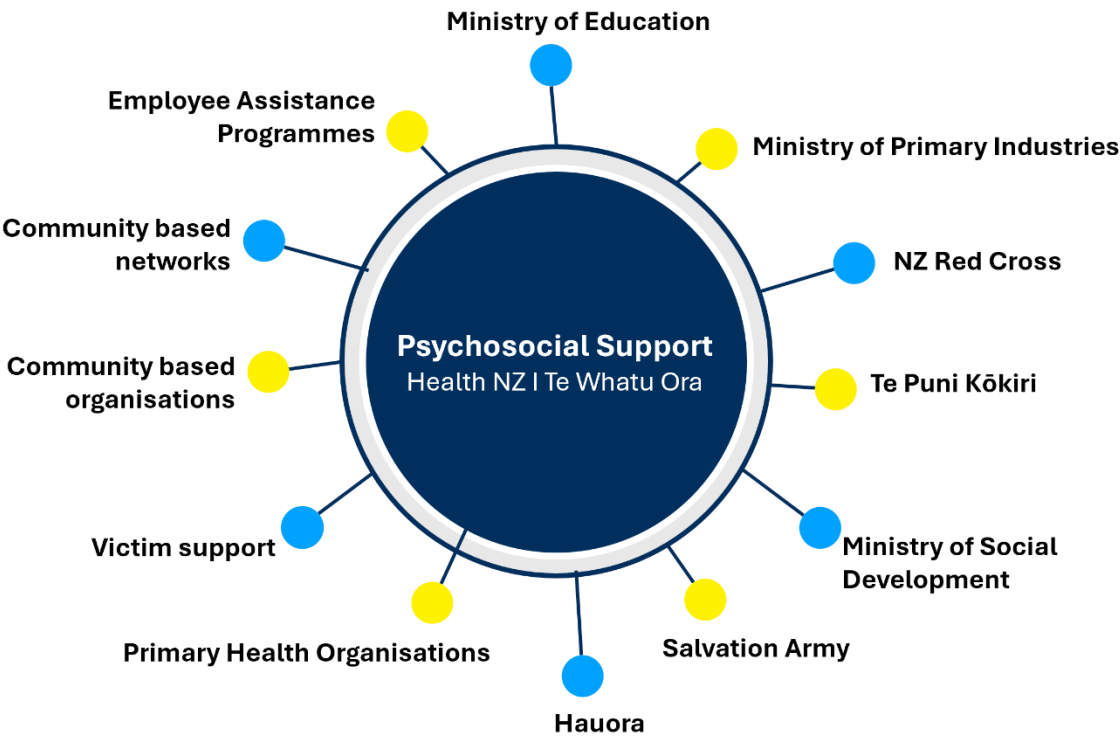 Ministry of Education
Employee Assistance
Programmes
Ministry of Primary Industries
Community based
networks
NZ Red Cross
Psychosocial Support
Health NZ I Te Whatu Ora
Community based
organisations
Te Puni Kōkiri
Victim support
Ministry of Social
Development
Primary Health Organisations
Salvation Army
Hauora